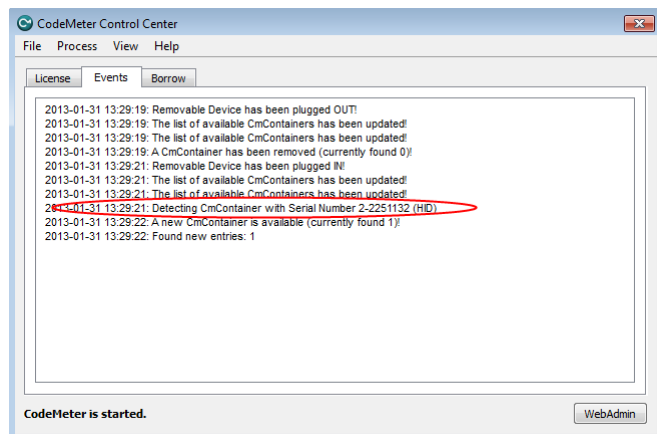 CodeMeter Control Center
File Process View Help
License Events Borrow
2013-01-31 13:29:19: Removable Device has been plugged OUT!
2013-01-31 13:29:19: The list of available CmContainers has been updated!
2013-01-31 13:29:19: The list of available CmContainers has been updated!
2013-01-31 13:29:19: A CmContainer has been removed (currently found 0)!
2013-01-31 13:29:21: Removable Device has been plugged IN!
2013-01-31 13:29:21: The list of available CmContainers has been updated!
2013-01-31 13:29:21: The list of available CmContainers has been updated!
2013-01-31 13:29:21: Detecting CmContainer with Serial Number 2-2251132 (HID)
2013-01-31 13:29:22: A new CmContainer is available (currently found 1)!
2013-01-31 13:29:22: Found new entries: 1
CodeMeter is started.
WebAdmin